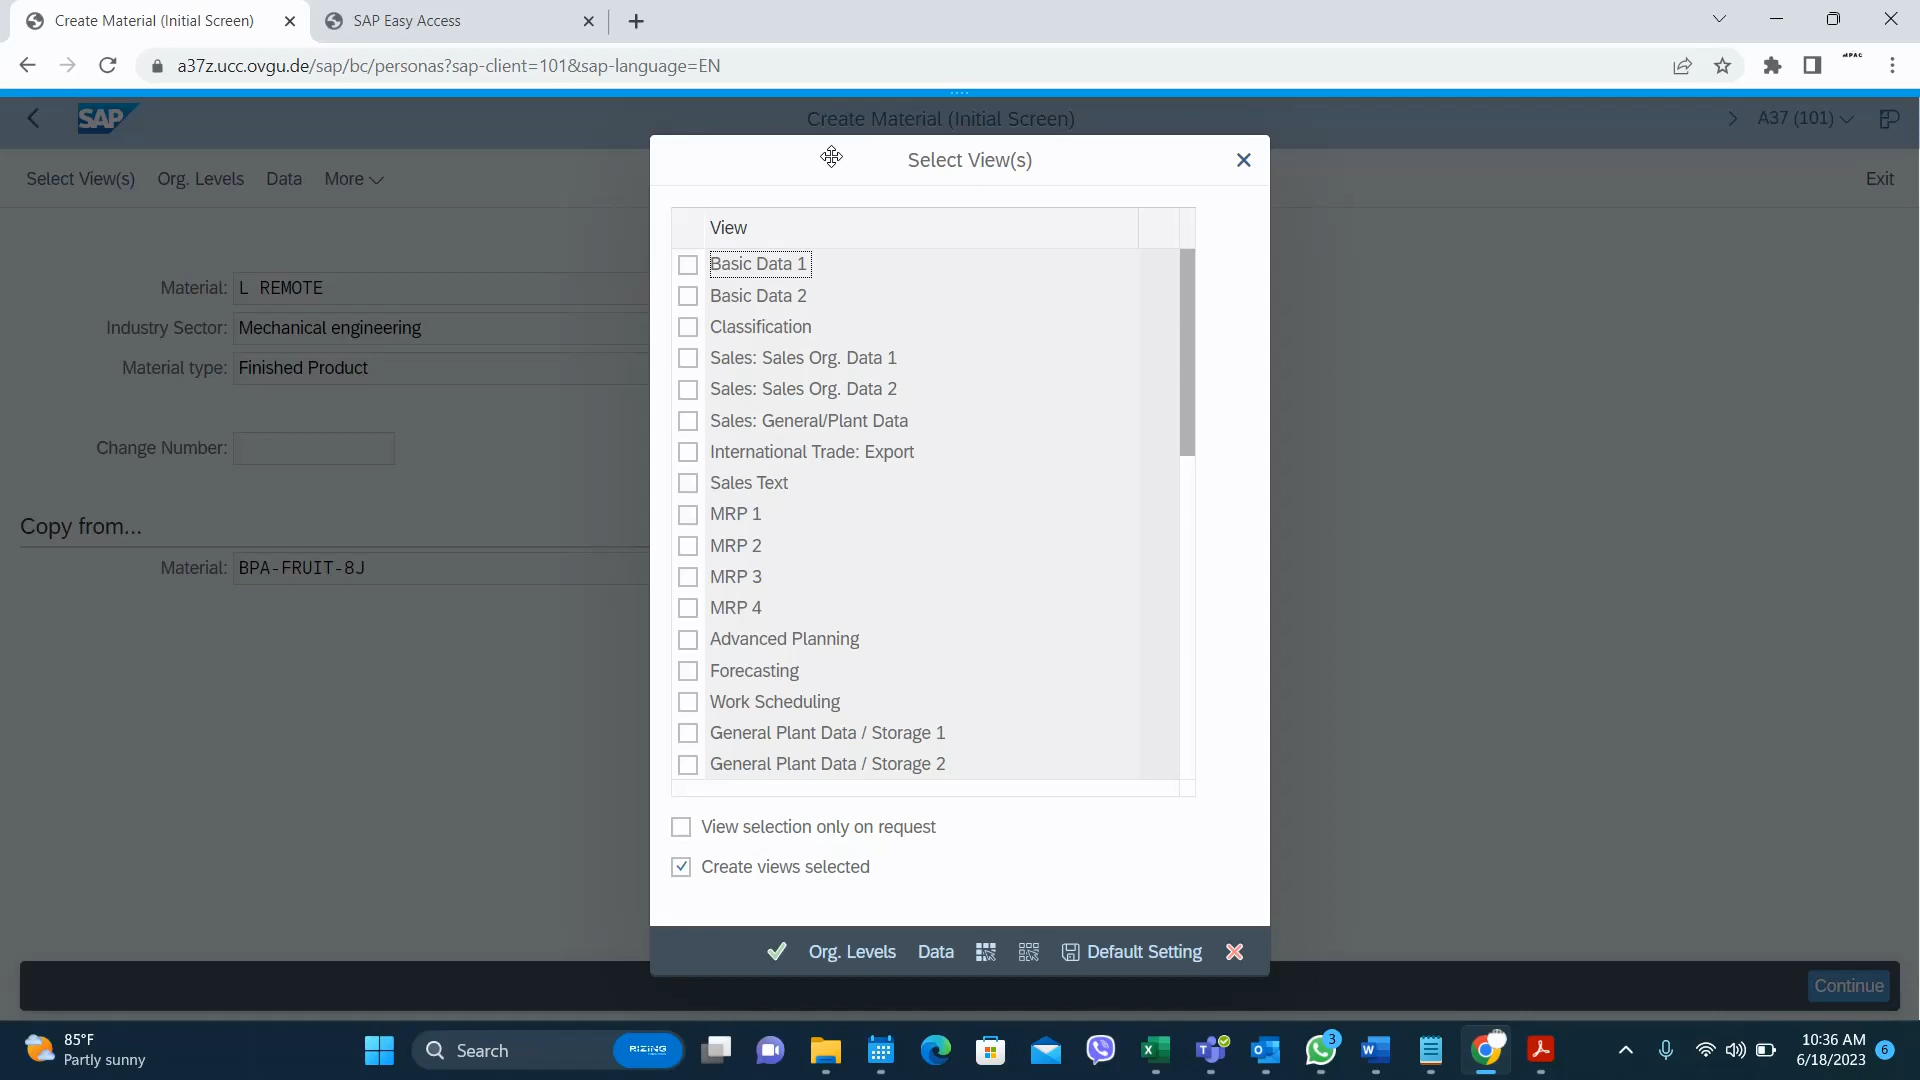 Create Material (Initial Screen)
SAP Easy Access
a37z.ucc.ovgu.de/sap/bc/personas?sap-client=101&sap-language=EN
SAP
Create Material (Initial Screen)
A37 (101)
Select View(s)
Org. Levels
Data
More
Exit
Material: L REMOTE
Industry Sector: Mechanical engineering
Material type: Finished Product
Change Number:
Copy from...
Material: BPA-FRUIT-8J
Select View(s)
View
Basic Data 1
Basic Data 2
Classification
Sales: Sales Org. Data 1
Sales: Sales Org. Data 2
Sales: General/Plant Data
International Trade: Export
Sales Text
MRP 1
MRP 2
MRP 3
MRP 4
Advanced Planning
Forecasting
Work Scheduling
General Plant Data / Storage 1
General Plant Data / Storage 2
View selection only on request
Create views selected
Org. Levels
Data
Default Setting
Continue
85°F
Partly sunny
Search
RIZING
3
10:36 AM
6/18/2023
6